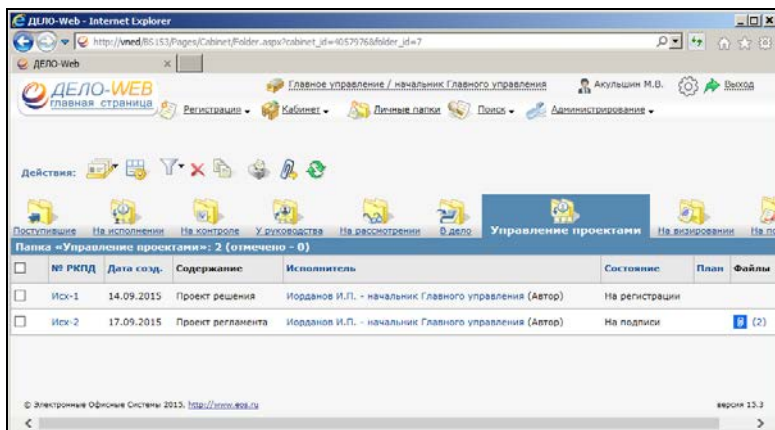 ДЕЛО-Web - Internet Explorer
http://vned/BS153/Pages/Cabinet/Folder.aspx?cabinet_id=4057976&folder_id=7
ДЕЛО-Web
ДЕЛО-WEB
главная страница
Главное управление / начальник Главного управления
Акульшин М.В.
Выход
Регистрация
Кабинет
Личные папки
Поиск
Администрирование
Действия:
Поступившие
На исполнении
На контроле
У руководства
На рассмотрении
В дело
Управление проектами
На визировании
На по
Папка «Управление проектами»: 2 (отмечено - 0)
№ РКПД Дата созд. Содержание Исполнитель Состояние План Файлы
Исх-1 14.09.2015 Проект решения Иорданов И.П. - начальник Главного управления (Автор) На регистрации
Исх-2 17.09.2015 Проект регламента Иорданов И.П. - начальник Главного управления (Автор) На подписи (2)
© Электронные Офисные Системы 2015, http://www.eos.ru
версия 15.3